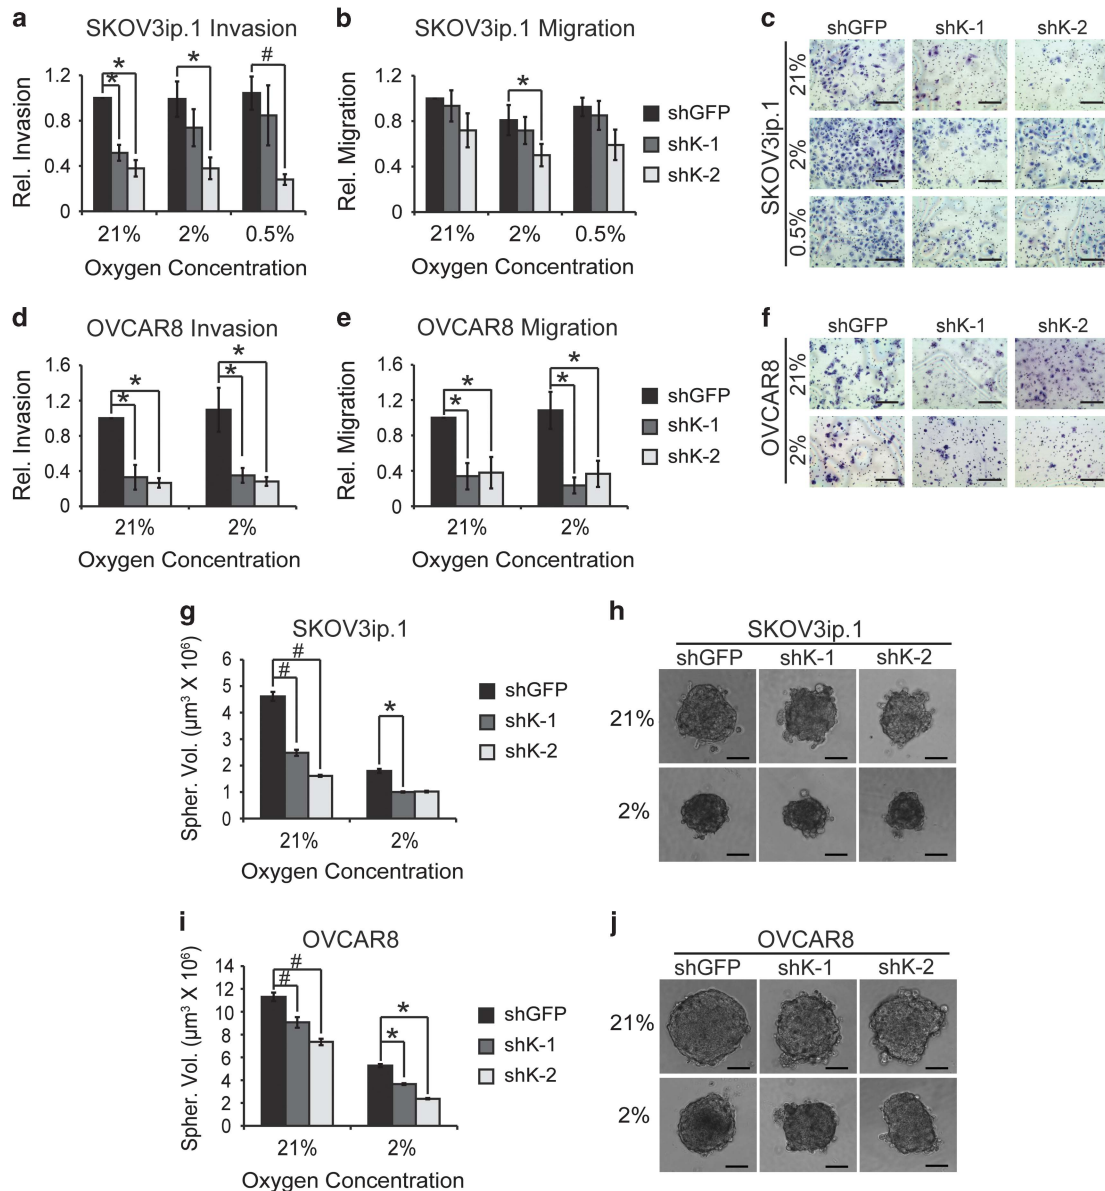 a
SKOV3ip.1 Invasion
Rel. Invasion
1.2
0.8
0.4
0
*
*
*
#
21%
2%
0.5%
Oxygen Concentration
b
SKOV3ip.1 Migration
Rel. Migration
1.2
0.8
0.4
0
*
shGFP
shK-1
shK-2
21%
2%
0.5%
Oxygen Concentration
c
shGFP
shK-1
shK-2
SKOV3ip.1
21%
2%
0.5%
d
OVCAR8 Invasion
Rel. Invasion
1.6
1.2
0.8
0.4
0
*
*
*
*
21%
2%
Oxygen Concentration
e
OVCAR8 Migration
Rel. Migration
1.6
1.2
0.8
0.4
0
*
*
*
*
shGFP
shK-1
shK-2
21%
2%
Oxygen Concentration
f
shGFP
shK-1
shK-2
OVCAR8
21%
2%
g
SKOV3ip.1
Spher. Vol. (µm³ X 10⁶)
6
5
4
3
2
1
0
#
#
*
shGFP
shK-1
shK-2
21%
2%
Oxygen Concentration
h
SKOV3ip.1
shGFP
shK-1
shK-2
21%
2%
i
OVCAR8
Spher. Vol. (µm³ X 10⁶)
14
12
10
8
6
4
2
0
#
#
*
*
shGFP
shK-1
shK-2
21%
2%
Oxygen Concentration
j
OVCAR8
shGFP
shK-1
shK-2
21%
2%